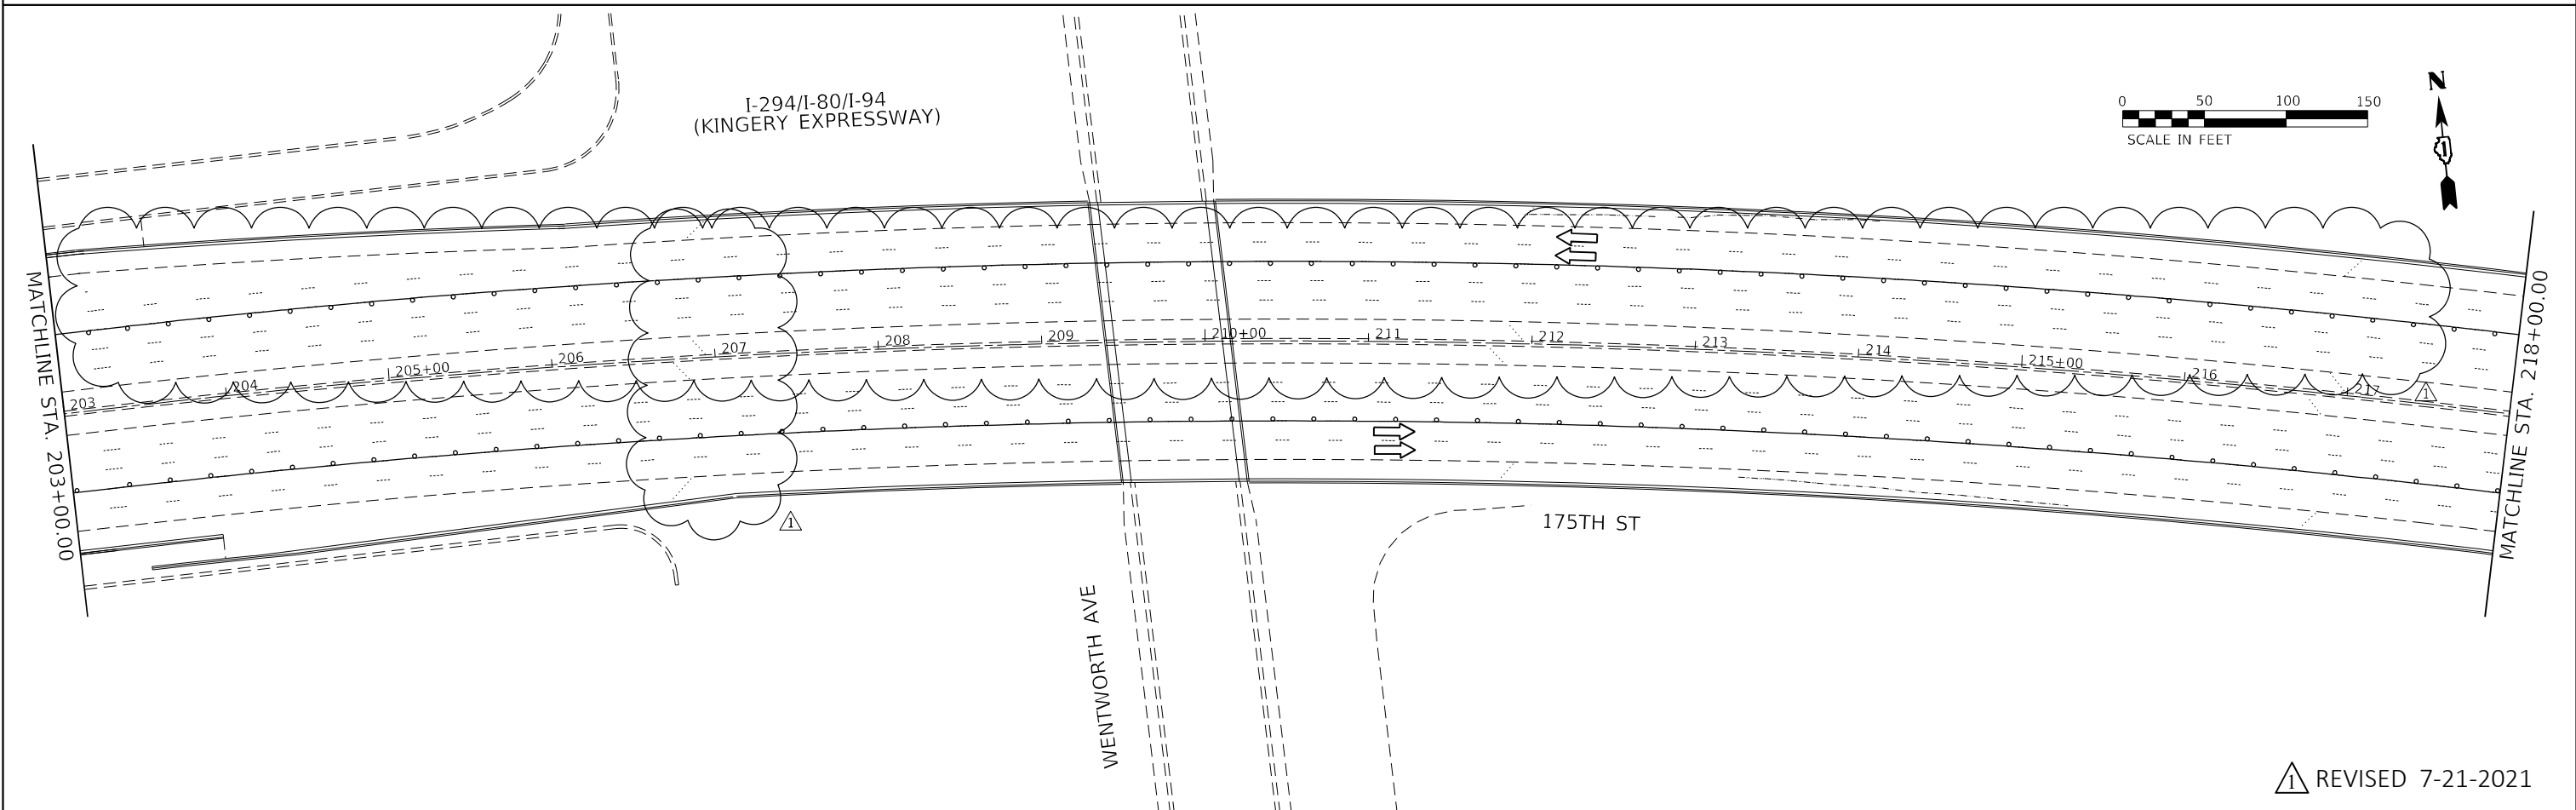 I-294/I-80/I-94
(KINGERY EXPRESSWAY)
N
1
0 50 100 150
SCALE IN FEET
MATCHLINE STA. 203+00.00
203
204
205+00
206
207
208
209
210+00
211
212
213
214
215+00
216
217
1
MATCHLINE STA. 218+00.00
1
175TH ST
WENTWORTH AVE
1 REVISED 7-21-2021